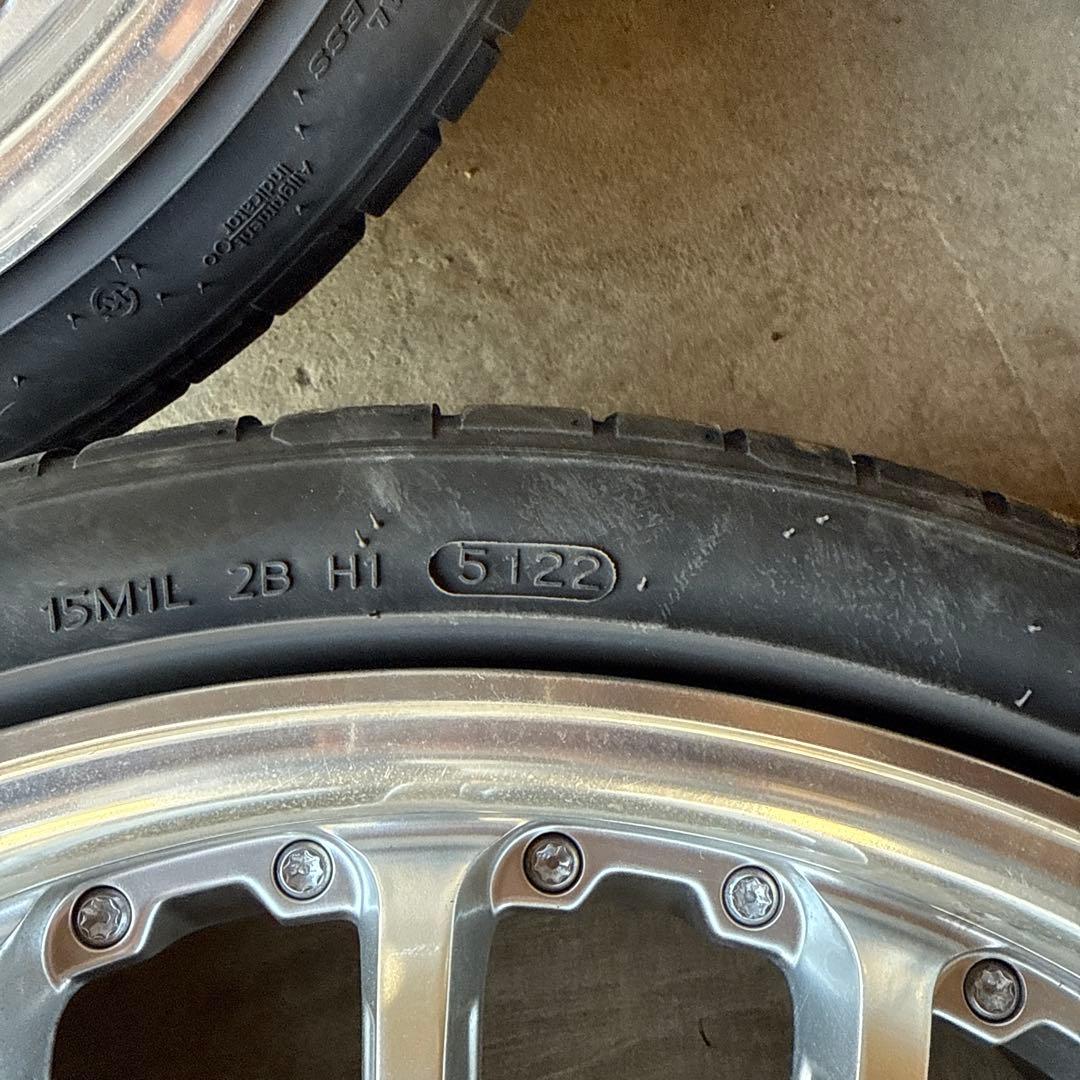 Alignment
Indicator
15M1L 2B H1 5122